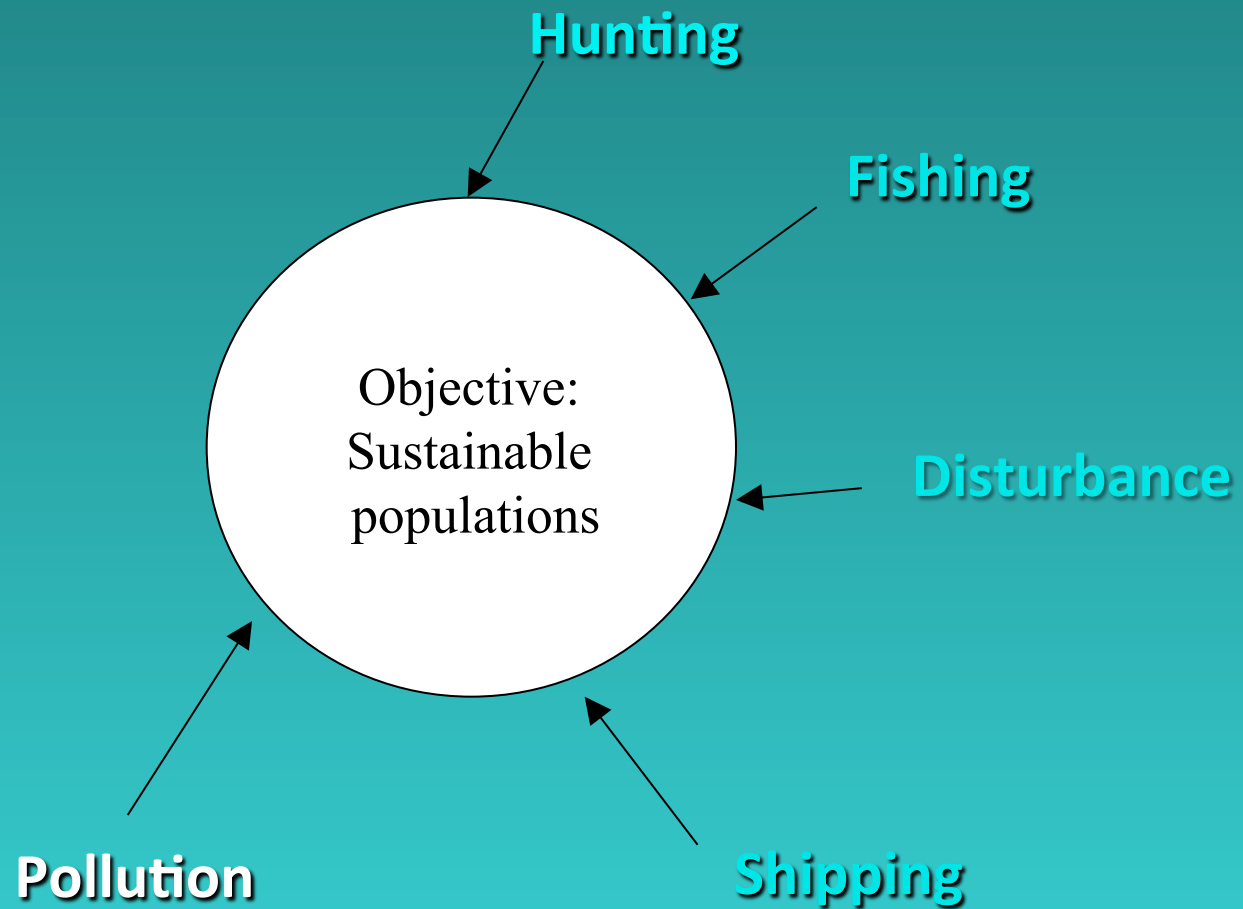 Hunting
Fishing
Objective:
Sustainable
populations
Disturbance
Pollution
Shipping